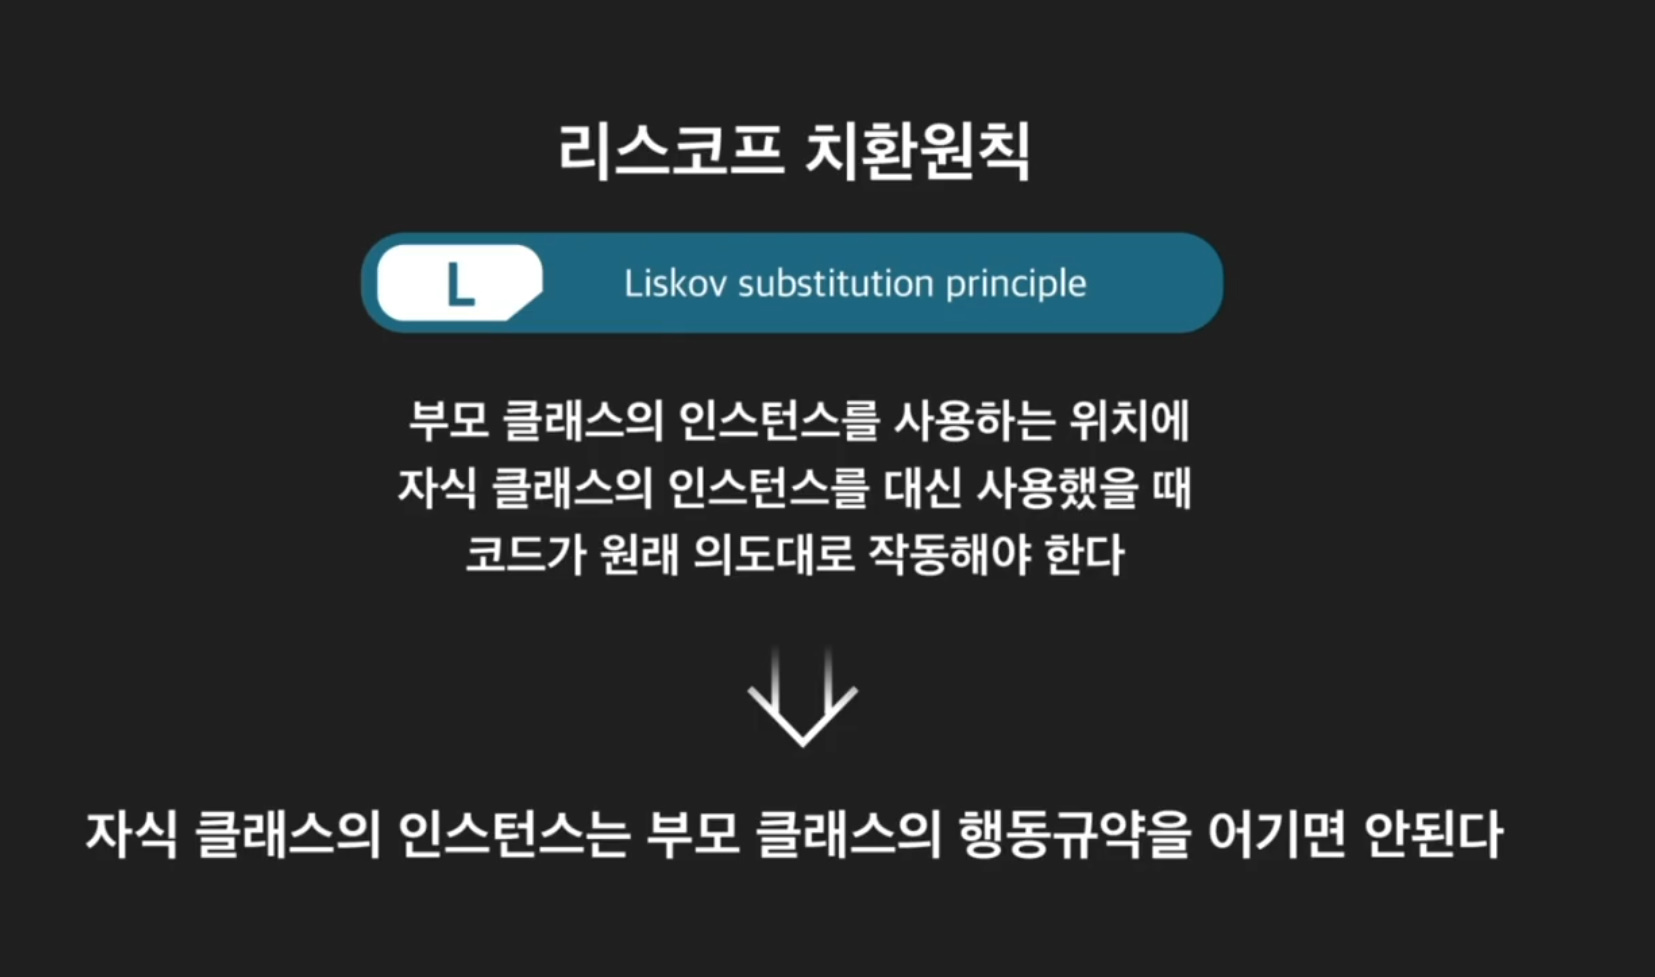 리스코프 치환원칙
L
Liskov substitution principle
부모 클래스의 인스턴스를 사용하는 위치에
자식 클래스의 인스턴스를 대신 사용했을 때
코드가 원래 의도대로 작동해야 한다
자식 클래스의 인스턴스는 부모 클래스의 행동규약을 어기면 안된다